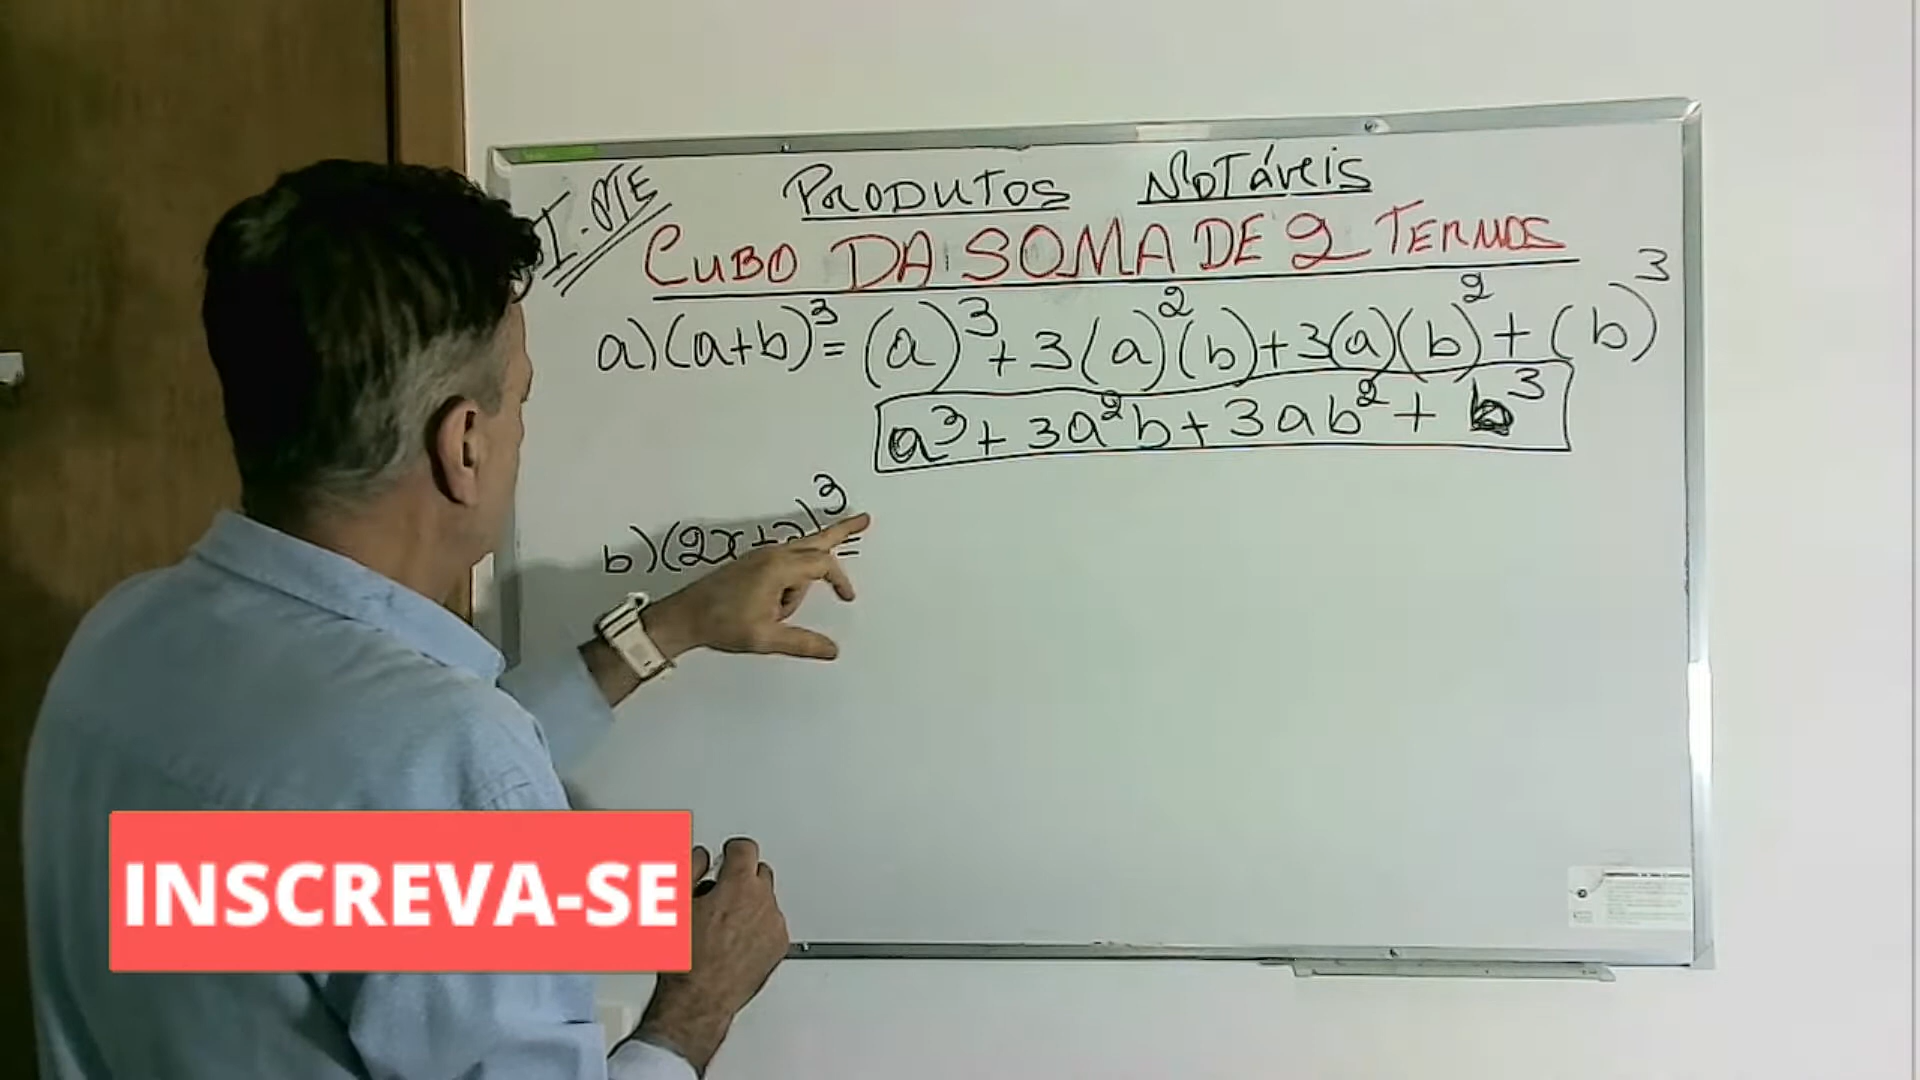 I.ME
PRODUTOS NOTáveis
CUBO DA SOMA DE 2 TERMOS
a) (a+b)³ = (a)³ + 3(a)²(b) + 3(a)(b)² + (b)³
a³ + 3a²b + 3ab² + b³
b) (2x+ )³ =
INSCREVA-SE